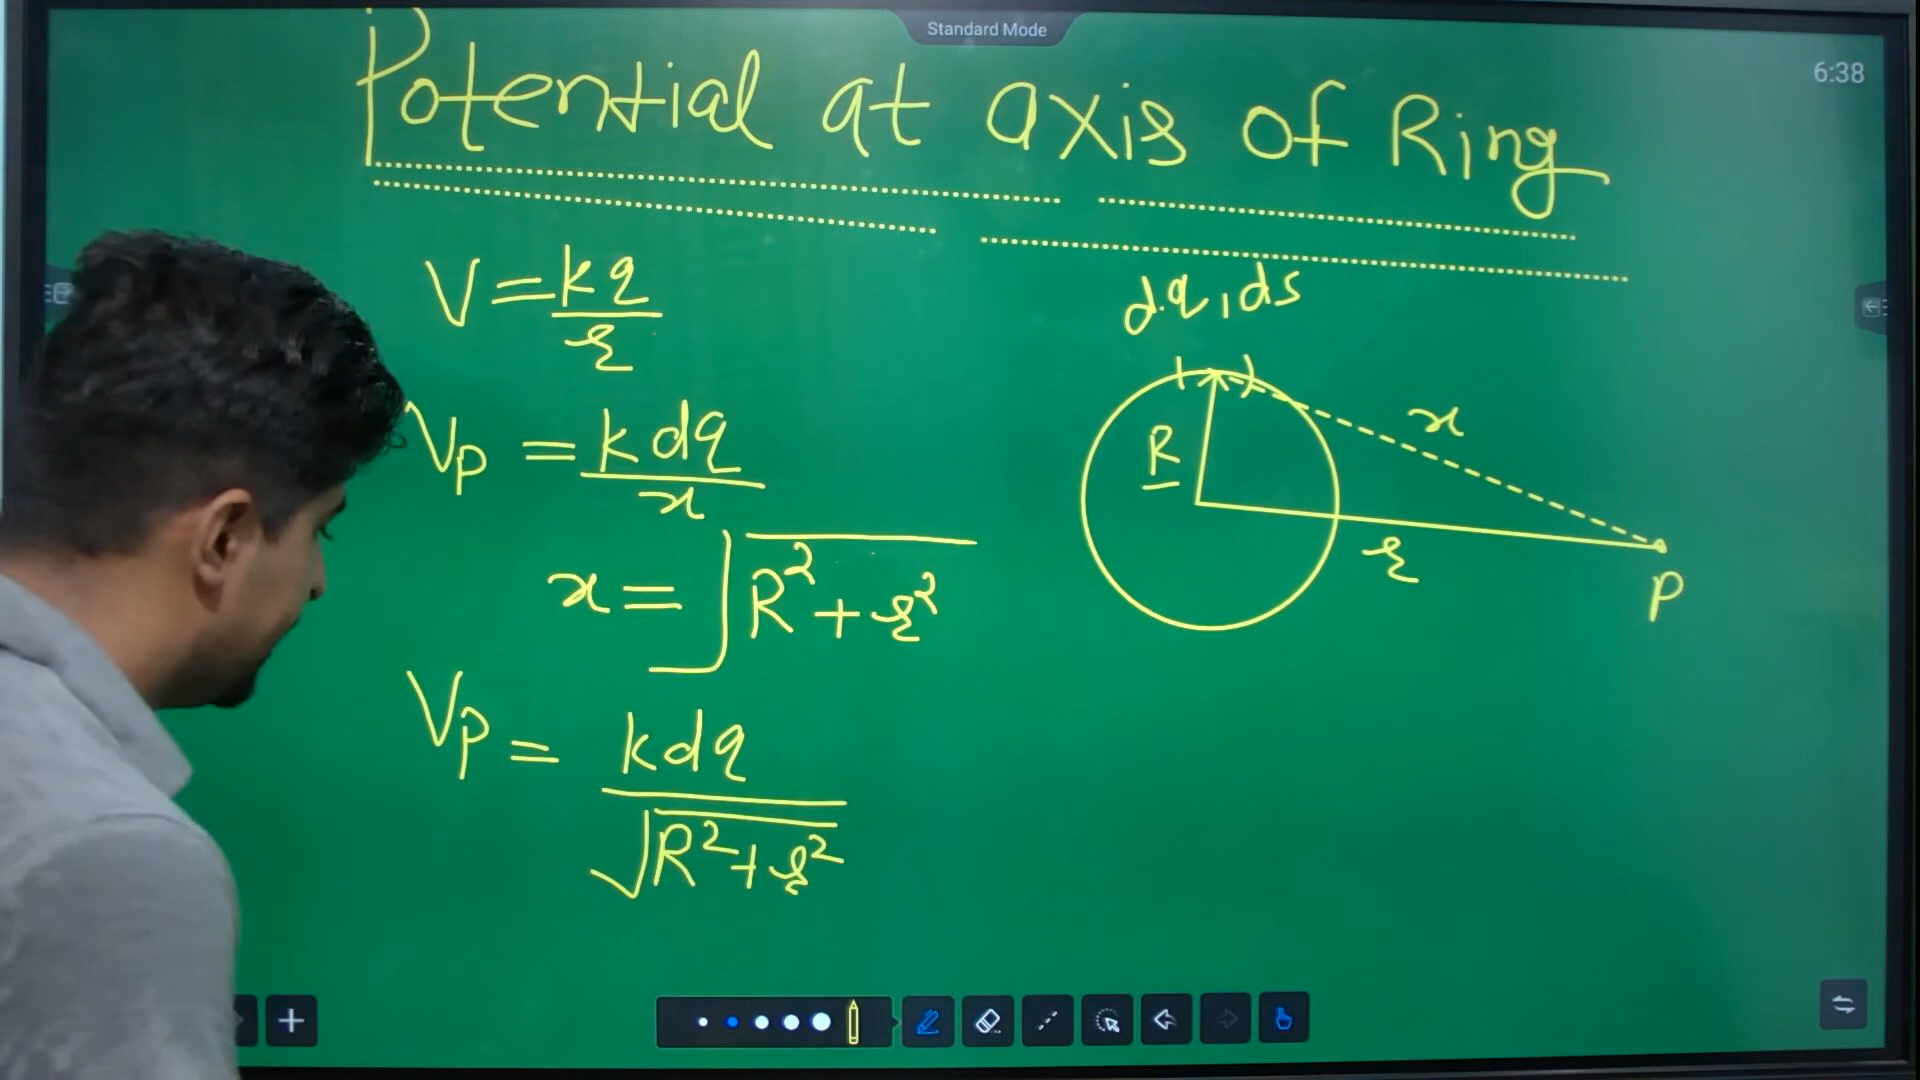 Standard Mode
6:38
Potential at axis of Ring
V = kq / r
dq, ds
Vp = kdq / x
x = √R² + r²
Vp = kdq / √R² + r²
R
x
r
P